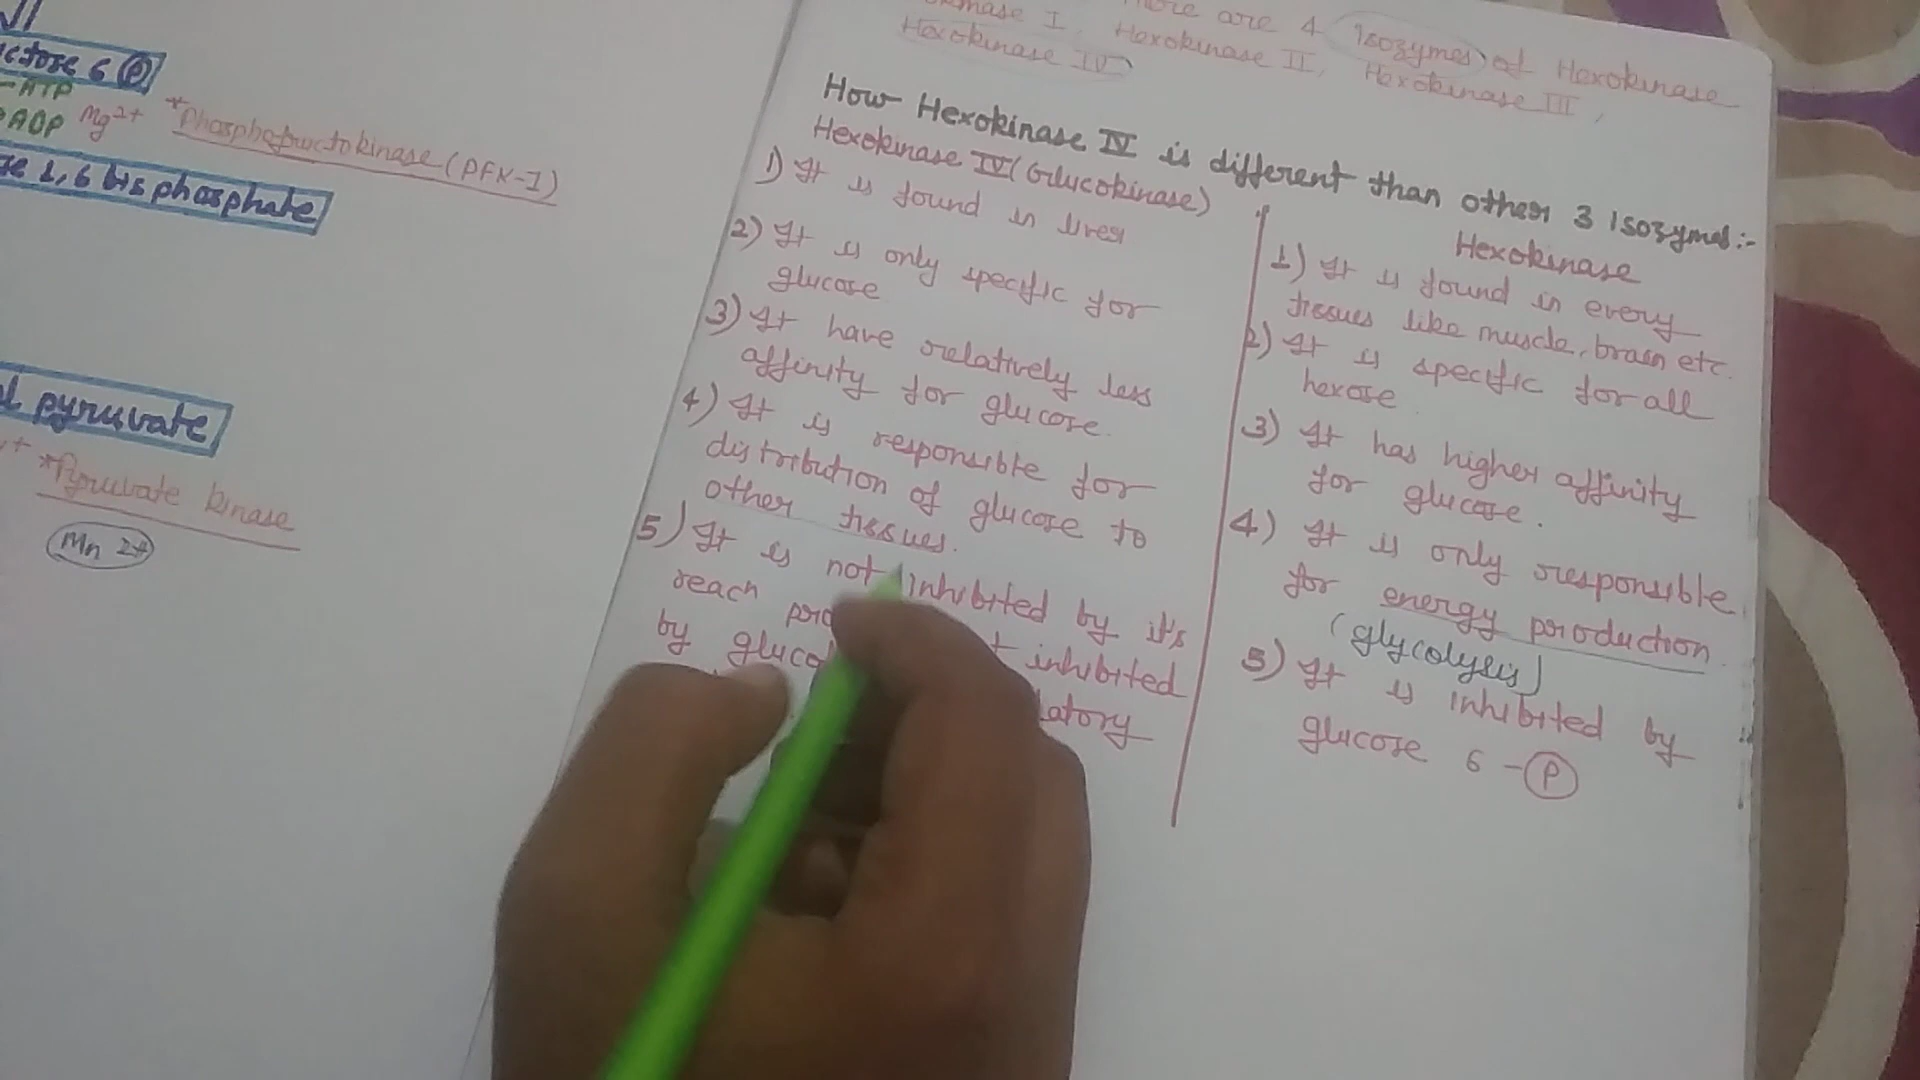 6 P
ATP
ADP Mg2+ *Phosphofructokinase (PFK-1)
1,6 bisphosphate
pyruvate
*Pyruvate kinase
Mn 2+
are 4 Isozymes of Hexokinase
I, Hexokinase II, Hexokinase III,
Hexokinase IV
How Hexokinase IV is different than other 3 Isozymes:-
Hexokinase IV (Glucokinase)
1) It is found in liver
2) It is only specific for
glucose
3) It have relatively less
affinity for glucose.
4) It is responsible for
distribution of glucose to
other tissues.
5) It is not inhibited by it's
reach inhibited
by
Hexokinase
1) It is found in every
tissues like muscle, brain etc.
2) It is specific for all
hexose
3) It has higher affinity
for glucose.
4) It is only responsible
for energy production.
(glycolysis)
5) It is inhibited by
glucose 6-P